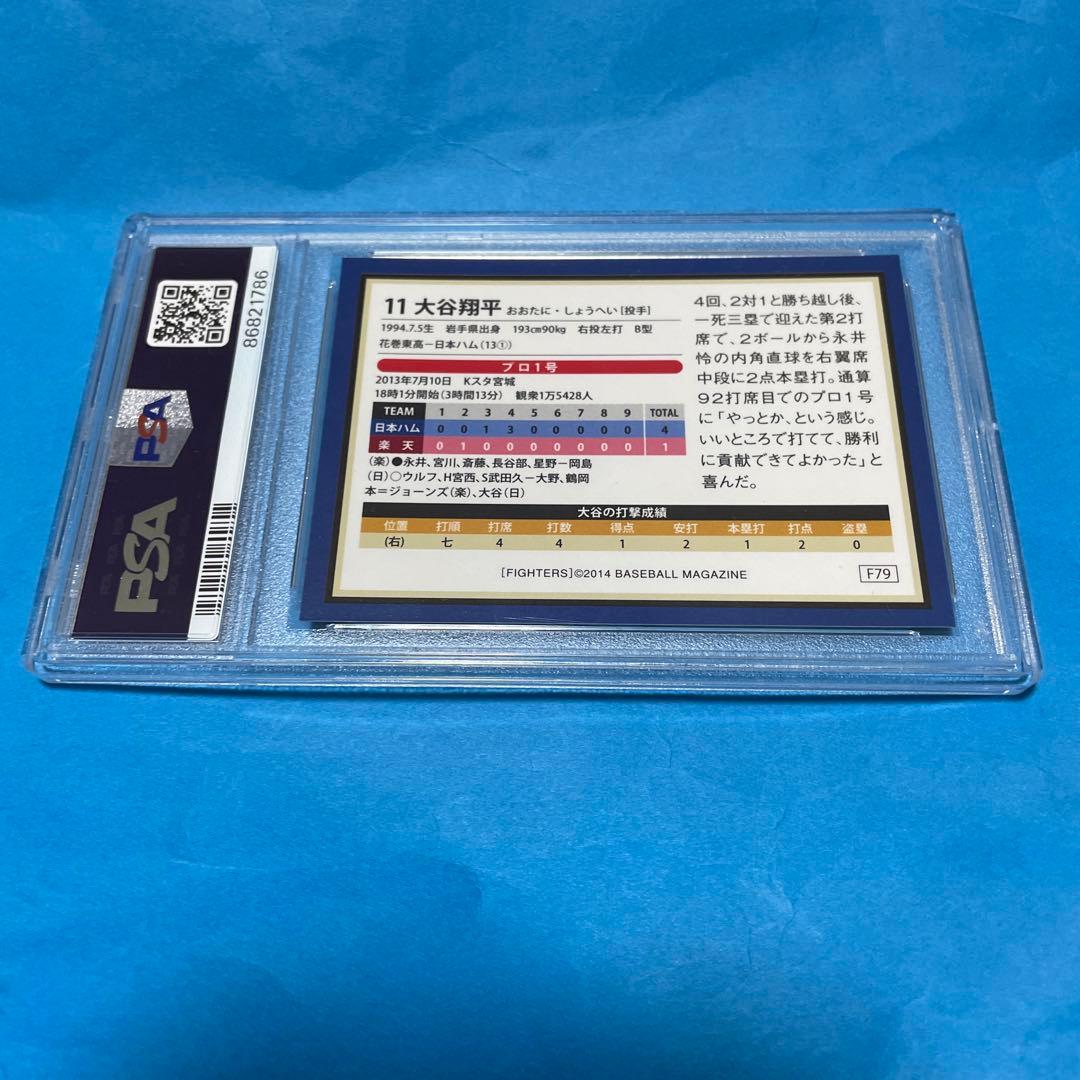 86821786
PSA
PSA
11 大谷翔平 おおたに・しょうへい[投手]
1994.7.5生 岩手県出身 193㎝90kg 右投左打 B型
花巻東高－日本ハム(13①)
プロ1号
2013年7月10日 Kスタ宮城
18時1分開始(3時間13分) 観衆1万5428人
TEAM 1 2 3 4 5 6 7 8 9 TOTAL
日本ハム 0 0 1 3 0 0 0 0 0 4
楽天 0 1 0 0 0 0 0 0 0 1
(楽)●永井、宮川、斎藤、長谷部、星野－岡島
(日)○ウルフ、H宮西、S武田久－大野、鶴岡
本＝ジョーンズ(楽)、大谷(日)
4回、2対1と勝ち越し後、
一死三塁で迎えた第2打
席で、2ボールから永井
怜の内角直球を右翼席
中段に2点本塁打。通算
92打席目でのプロ1号
に「やっとか、という感じ。
いいところで打てて、勝利
に貢献できてよかった」と
喜んだ。
大谷の打撃成績
位置 打順 打席 打数 得点 安打 本塁打 打点 盗塁
(右) 七 4 4 1 2 1 2 0
[FIGHTERS]©2014 BASEBALL MAGAZINE
F79